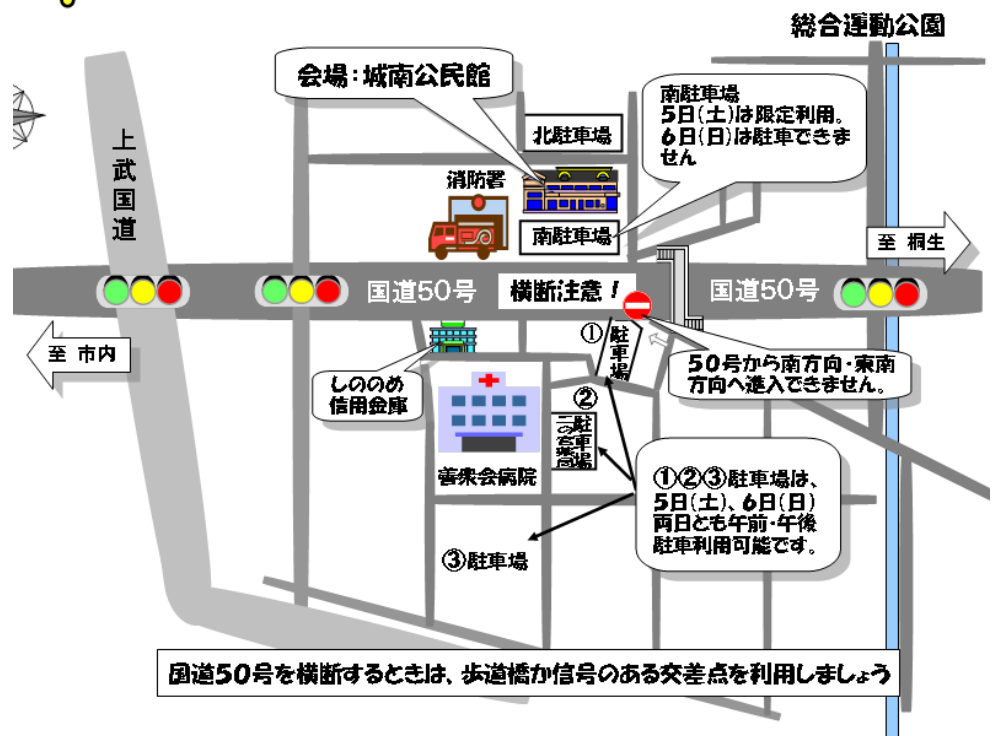 総合運動公園
会場：城南公民館
南駐車場
5日(土)は限定利用。
6日(日)は駐車できま
せん
北駐車場
上武国道
消防署
南駐車場
至 桐生
国道50号
横断注意！
国道50号
至 市内
①
駐車場
50号から南方向・東南
方向へ進入できません。
しののめ
信用金庫
②
駐車場
二の宮薬局
善衆会病院
①②③駐車場は、
5日(土)、6日(日)
両日とも午前・午後
駐車利用可能です。
③駐車場
国道50号を横断するときは、歩道橋か信号のある交差点を利用しましょう